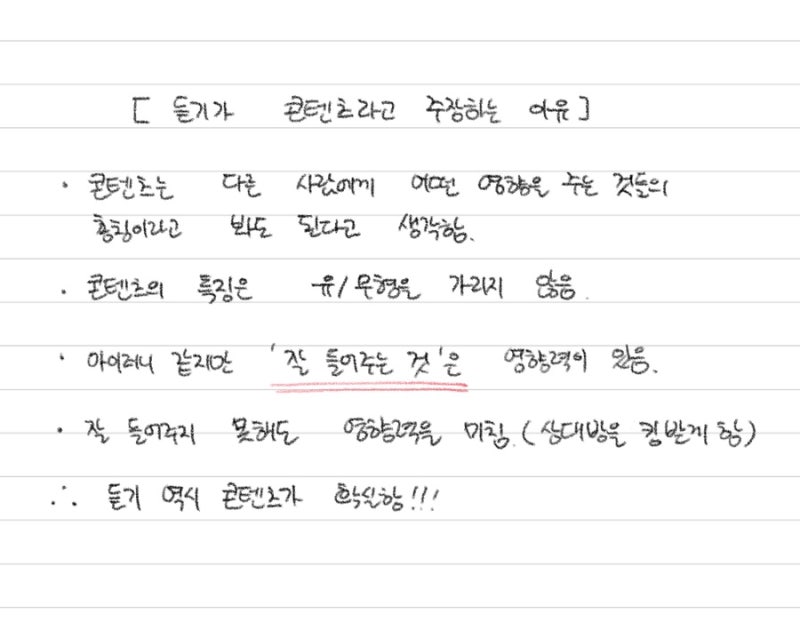 [ 듣기가 콘텐츠라고 주장하는 이유 ]
· 콘텐츠는 다른 사람에게 어떤 영향을 주는 것들의
총칭이라고 봐도 된다고 생각함.
· 콘텐츠의 특징은 유/무형을 가리지 않음.
· 아이러니 같지만 '잘 들어주는 것'은 영향력이 있음.
· 잘 들어주지 못해도 영향력을 미침. (상대방을 킹받게 함)
∴ 듣기 역시 콘텐츠가 확실함!!!